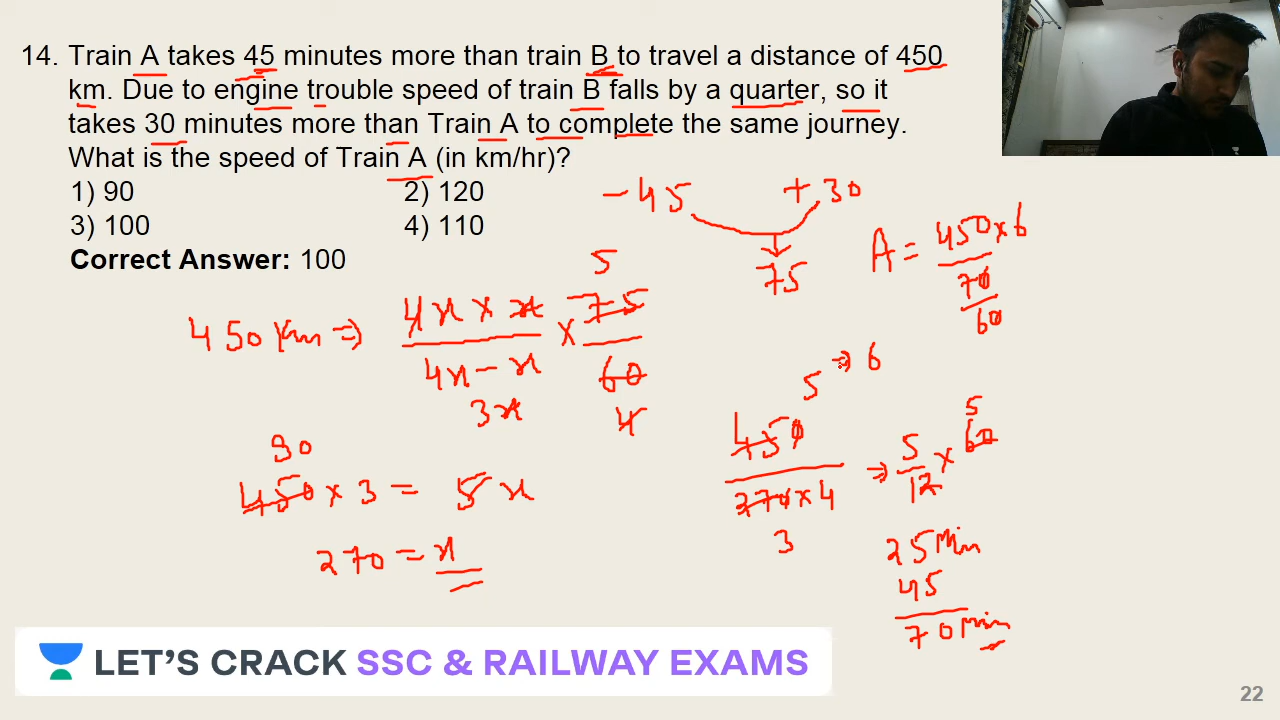 14. Train A takes 45 minutes more than train B to travel a distance of 450
km. Due to engine trouble speed of train B falls by a quarter, so it
takes 30 minutes more than Train A to complete the same journey.
What is the speed of Train A (in km/hr)?
1) 90 2) 120
3) 100 4) 110
Correct Answer: 100
-45 +30
75
A = 450x6
70
60
5
450 Km => 4x × x × 75
4x - x 60
3x 4
5 => 6
90
450 × 3 = 5x
270 = x
450 => 5 × 60
270 × 4 12
3 5
25 Min
45
70 Min
LET'S CRACK SSC & RAILWAY EXAMS
22